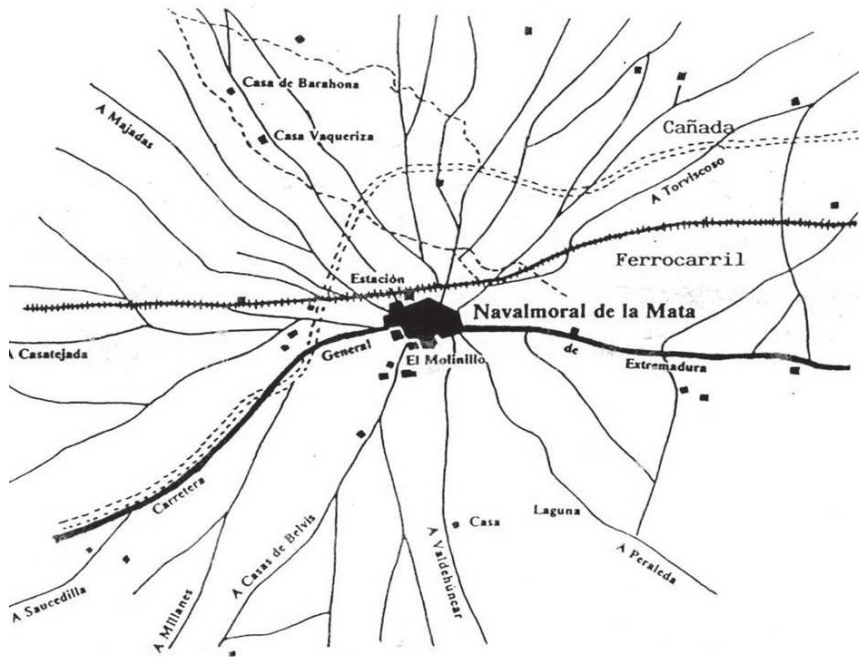 Casa de Barahona
A Majadas
Cañada
Casa Vaqueriza
A Torviscoso
Estación
Ferrocarril
Navalmoral de la Mata
General
de
A Casatejada
El Molinillo
Extremadura
Carretera
Casa
Laguna
A Casas de Belvis
A Valdehúncar
A Peraleda
A Saucedilla
A Millanes